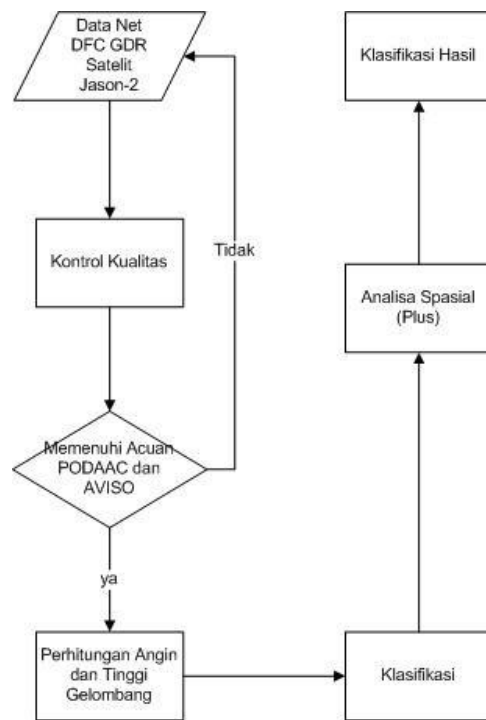 Data Net
DFC GDR
Satelit
Jason-2
Kontrol Kualitas
Tidak
Memenuhi Acuan
PODAAC dan
AVISO
ya
Perhitungan Angin
dan Tinggi
Gelombang
Klasifikasi
Analisa Spasial
(Plus)
Klasifikasi Hasil